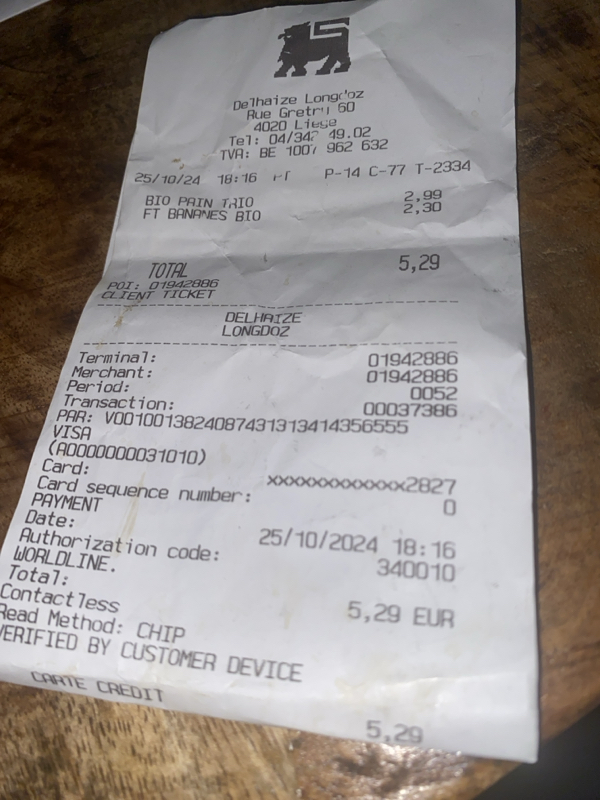 Delhaize Longdoz
Rue Gretry 60
4020 Liege
Tel: 04/342 49.02
TVA: BE 1007 962 632
25/10/24 18:16 P-14 C-77 T-2334
BIO PAIN TRIO 2,99
FT BANANES BIO 2,30
TOTAL 5,29
POI: 01942886
CLIENT TICKET
DELHAIZE
LONGDOZ
Terminal: 01942886
Merchant: 01942886
Period: 0052
Transaction: 00037386
PAR: V0010013824087431313414356555
VISA
(A0000000031010)
Card: xxxxxxxxxxxx2827
Card sequence number: 0
PAYMENT
Date: 25/10/2024 18:16
Authorization code: 340010
WORLDLINE.
Total: 5,29 EUR
Contactless
Read Method: CHIP
VERIFIED BY CUSTOMER DEVICE
CARTE CREDIT 5,29